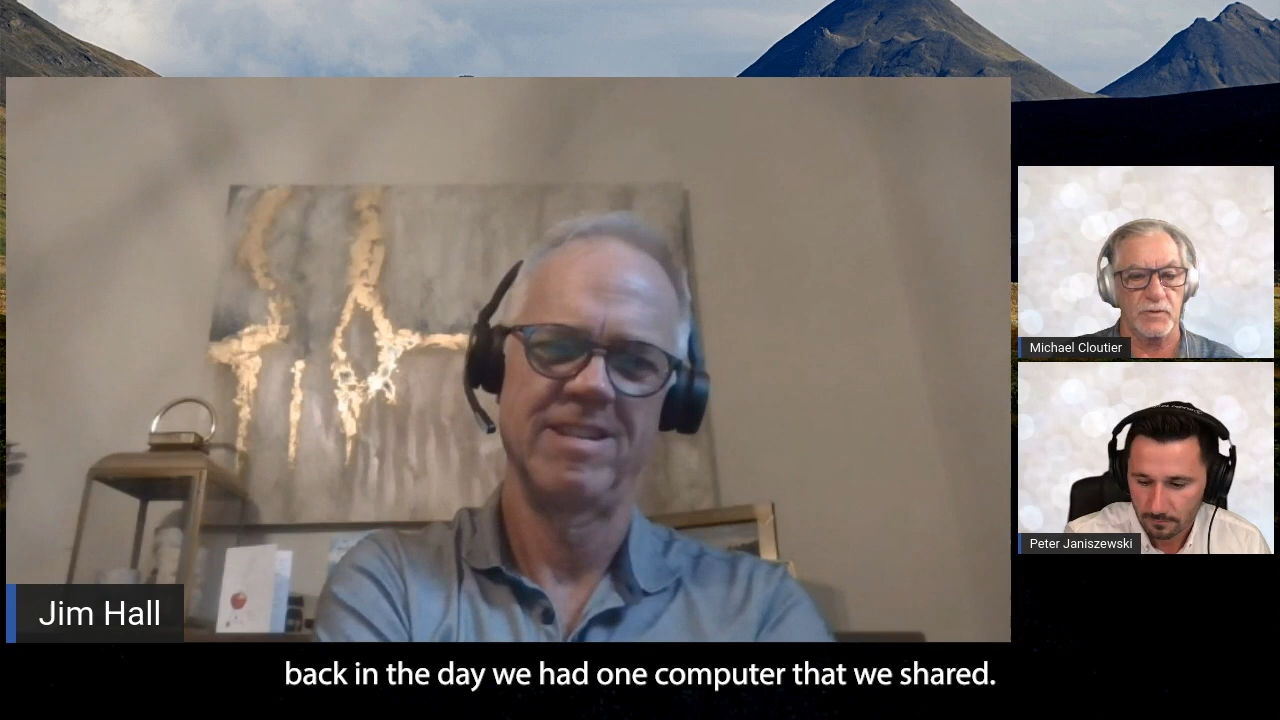 Michael Cloutier
Peter Janiszewski
Jim Hall
back in the day we had one computer that we shared.